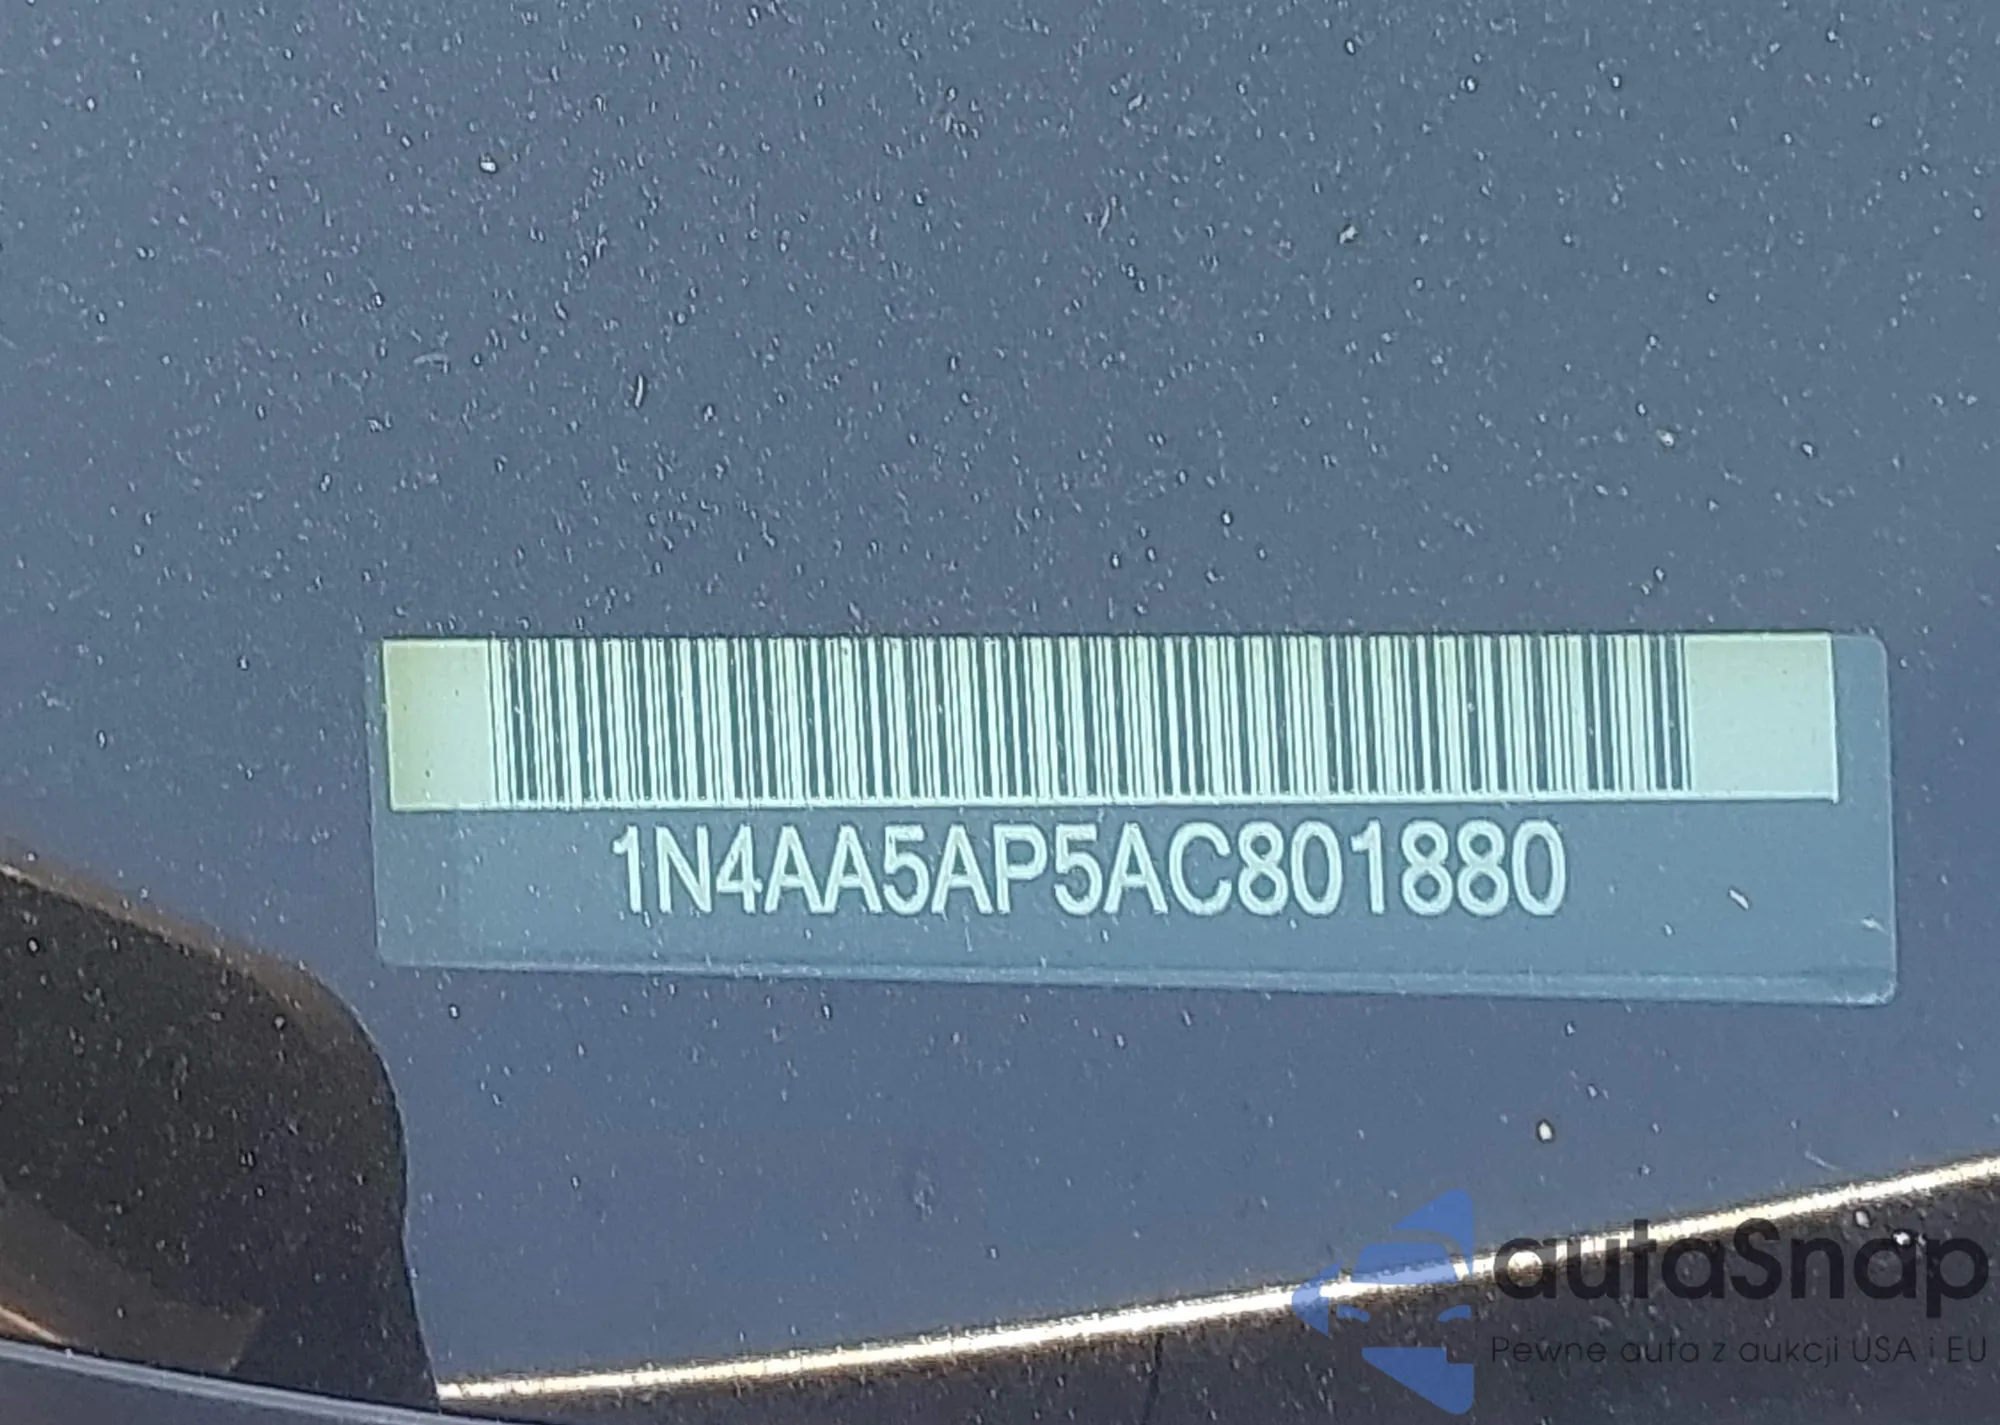 1N4AA5AP5AC801880
autaSnap
Pewne auta z aukcji USA i EU